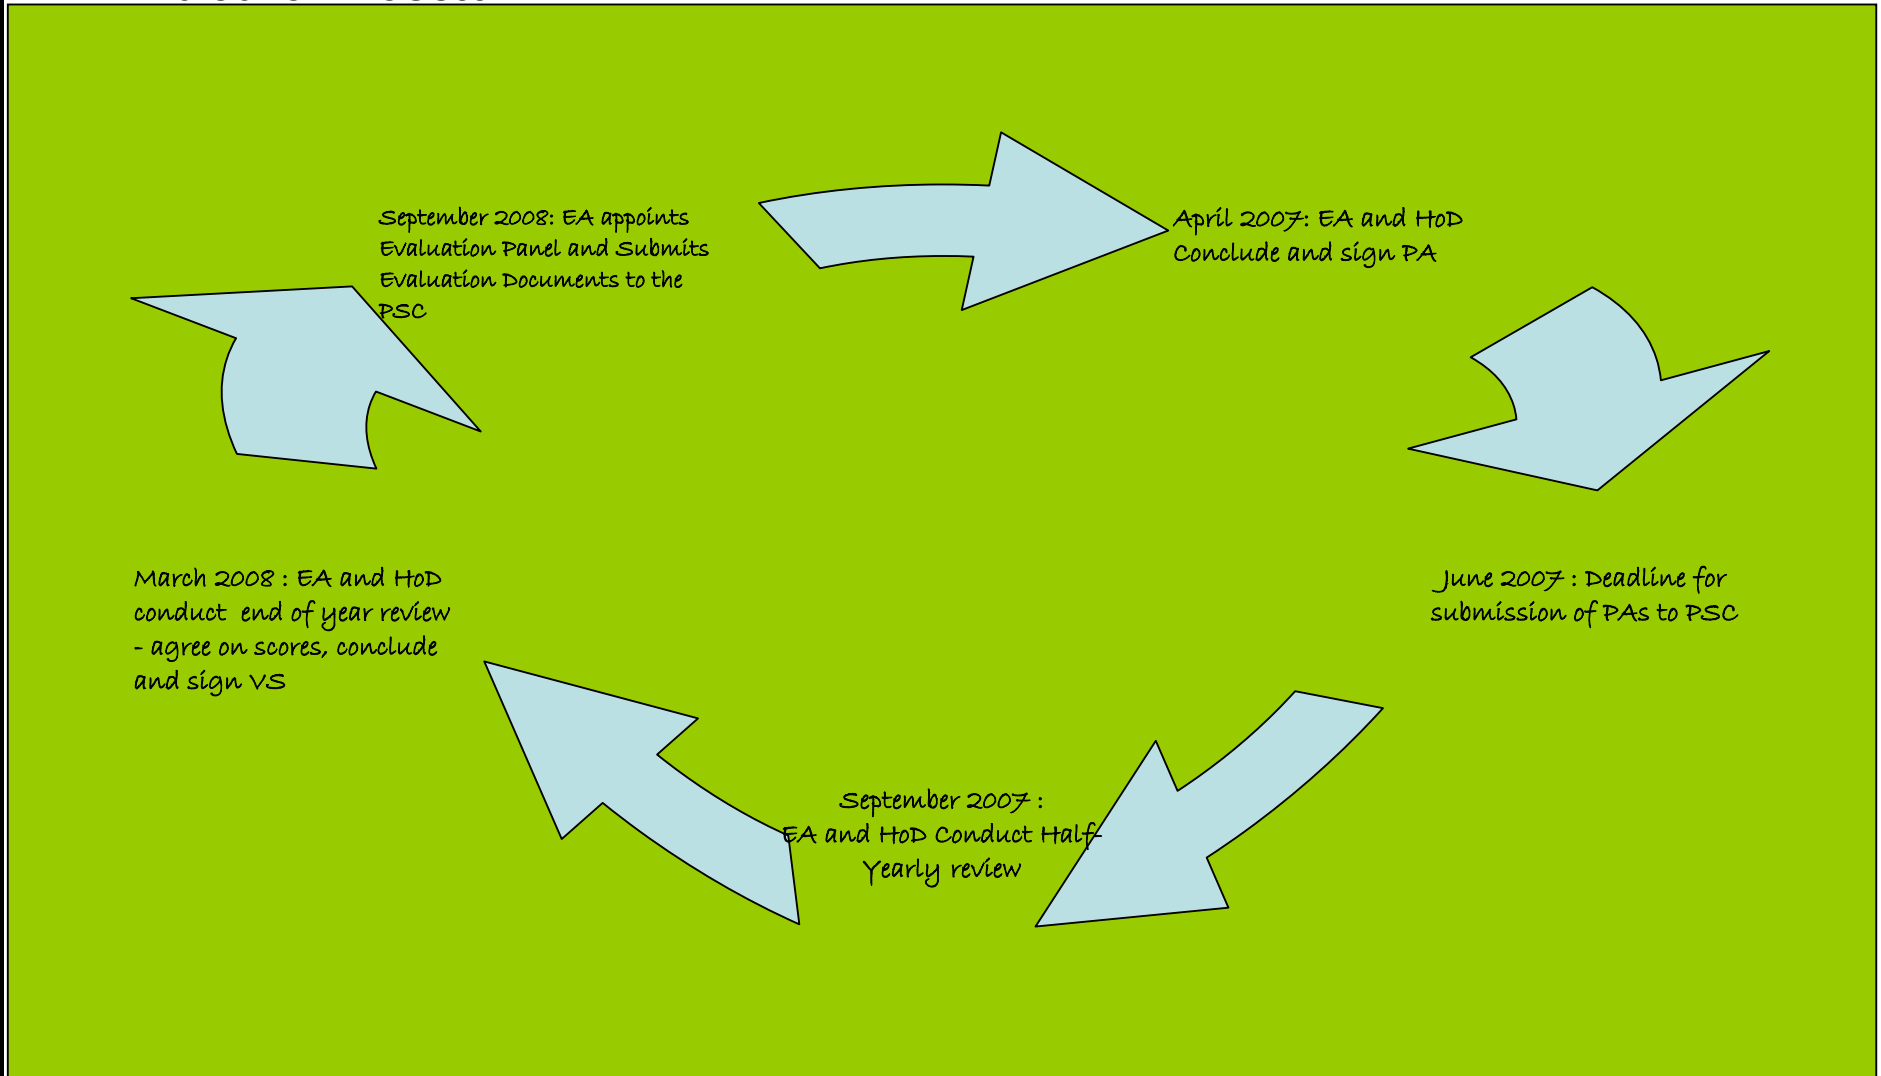 September 2008: EA appoints
Evaluation Panel and Submits
Evaluation Documents to the
PSC
April 2007: EA and HoD
Conclude and sign PA
June 2007 : Deadline for
submission of PAs to PSC
September 2007 :
EA and HoD Conduct Half-
Yearly review
March 2008 : EA and HoD
conduct  end of year review
- agree on scores, conclude
and sign VS